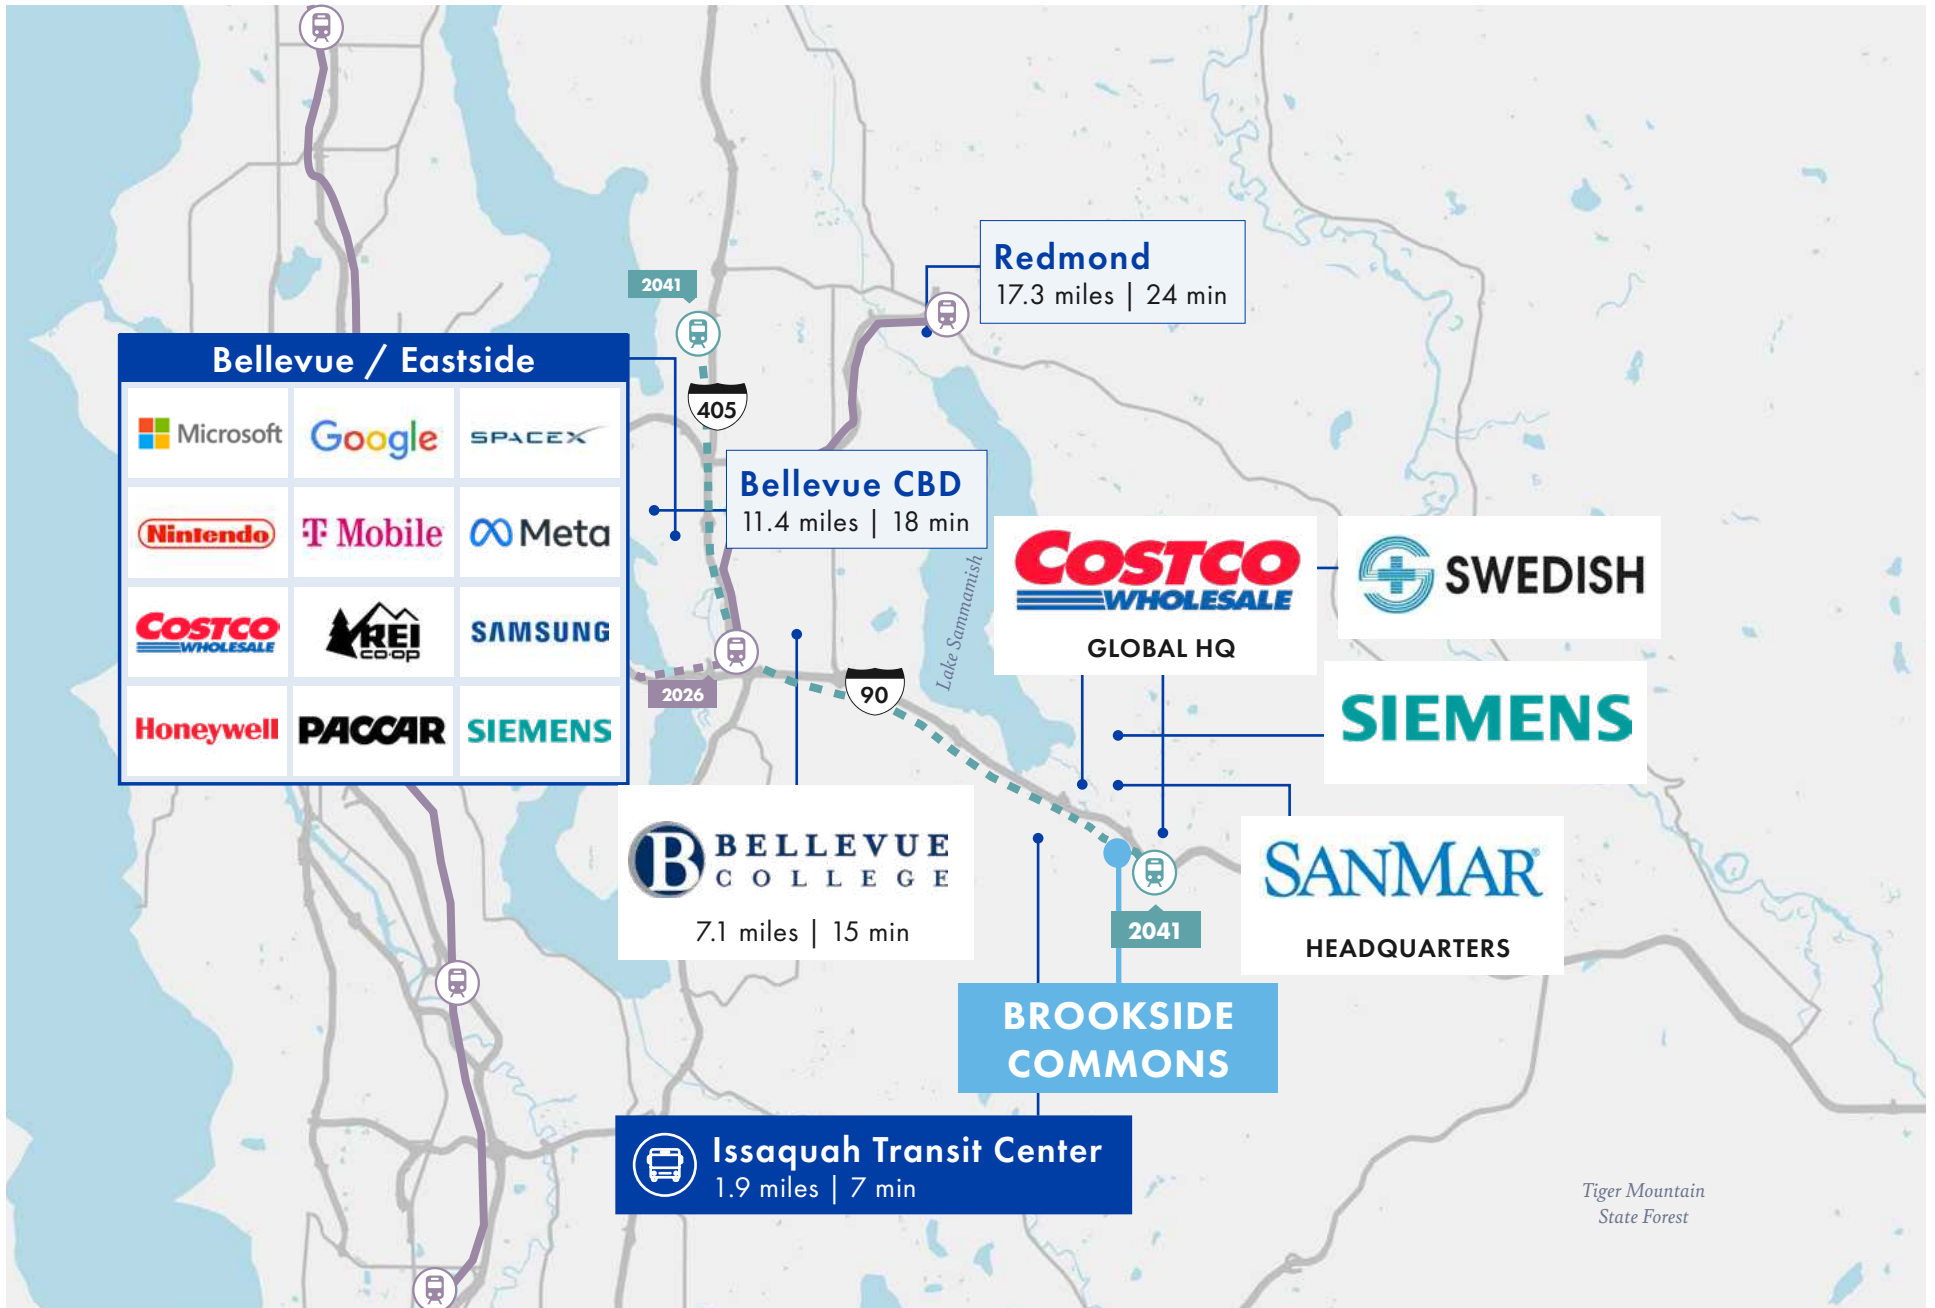 Redmond
17.3 miles | 24 min
2041
Bellevue / Eastside
Microsoft
Google
SPACEX
Nintendo
T Mobile
Meta
COSTCO
WHOLESALE
REI
CO·OP
SAMSUNG
Honeywell
PACCAR
SIEMENS
405
Bellevue CBD
11.4 miles | 18 min
Lake Sammamish
COSTCO
WHOLESALE
GLOBAL HQ
SWEDISH
2026
90
SIEMENS
B BELLEVUE
COLLEGE
7.1 miles | 15 min
SANMAR®
HEADQUARTERS
2041
BROOKSIDE
COMMONS
Issaquah Transit Center
1.9 miles | 7 min
Tiger Mountain
State Forest